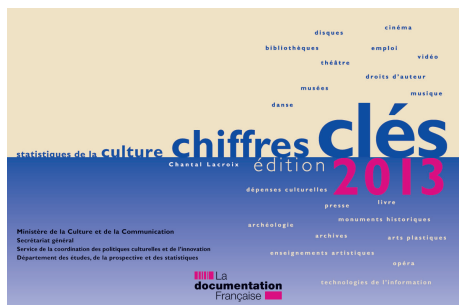 disques
cinéma
bibliothèques
emploi
vidéo
théâtre
droits d'auteur
musées
musique
danse
statistiques de la culture chiffres clés
Chantal Lacroix
édition 2013
dépenses culturelles
presse
livre
monuments historiques
archéologie
archives
arts plastiques
enseignements artistiques
opéra
technologies de l'information
Ministère de la Culture et de la Communication
Secrétariat général
Service de la coordination des politiques culturelles et de l'innovation
Département des études, de la prospective et des statistiques
La
documentation
Française